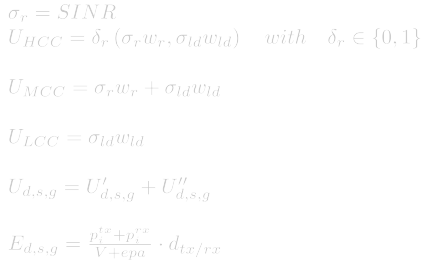 σ_r = SINR
U_{HCC} = δ_r (σ_r w_r, σ_{ld} w_{ld})   with   δ_r ∈ {0, 1}
U_{MCC} = σ_r w_r + σ_{ld} w_{ld}
U_{LCC} = σ_{ld} w_{ld}
U_{d,s,g} = U'_{d,s,g} + U''_{d,s,g}
E_{d,s,g} = \frac{p_i^{tx} + p_i^{rx}}{V + epa} · d_{tx/rx}